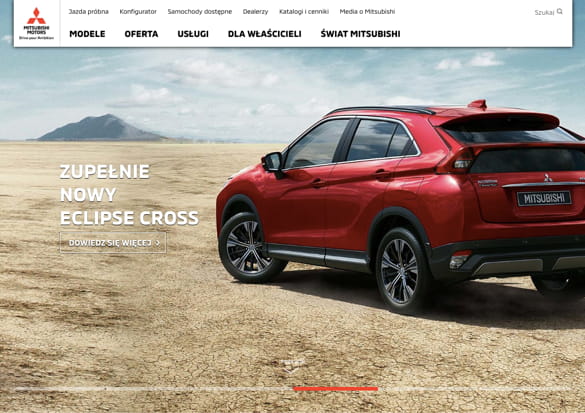 Jazda próbna Konfigurator Samochody dostępne Dealerzy Katalogi i cenniki Media o Mitsubishi Szukaj
MITSUBISHI
MOTORS
Drive your Ambition
MODELE OFERTA USŁUGI DLA WŁAŚCICIELI ŚWIAT MITSUBISHI
ZUPEŁNIE
NOWY
ECLIPSE CROSS
DOWIEDZ SIĘ WIĘCEJ >
MITSUBISHI